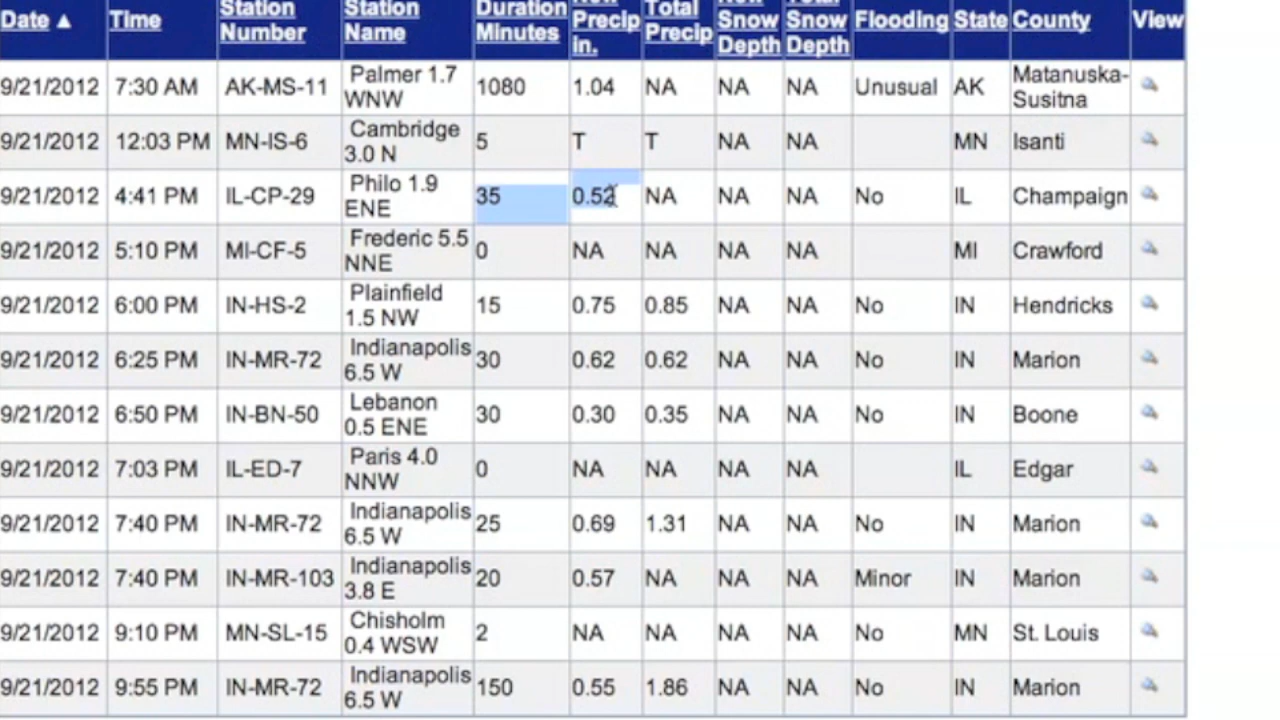 Date ▲ Time Station Number Station Name Duration Minutes New Precip in. Total Precip Snow Depth Total Snow Depth Flooding State County View
9/21/2012 7:30 AM AK-MS-11 Palmer 1.7 WNW 1080 1.04 NA NA NA Unusual AK Matanuska-Susitna
9/21/2012 12:03 PM MN-IS-6 Cambridge 3.0 N 5 T T NA NA MN Isanti
9/21/2012 4:41 PM IL-CP-29 Philo 1.9 ENE 35 0.52 NA NA NA No IL Champaign
9/21/2012 5:10 PM MI-CF-5 Frederic 5.5 NNE 0 NA NA NA NA MI Crawford
9/21/2012 6:00 PM IN-HS-2 Plainfield 1.5 NW 15 0.75 0.85 NA NA No IN Hendricks
9/21/2012 6:25 PM IN-MR-72 Indianapolis 6.5 W 30 0.62 0.62 NA NA No IN Marion
9/21/2012 6:50 PM IN-BN-50 Lebanon 0.5 ENE 30 0.30 0.35 NA NA No IN Boone
9/21/2012 7:03 PM IL-ED-7 Paris 4.0 NNW 0 NA NA NA NA IL Edgar
9/21/2012 7:40 PM IN-MR-72 Indianapolis 6.5 W 25 0.69 1.31 NA NA No IN Marion
9/21/2012 7:40 PM IN-MR-103 Indianapolis 3.8 E 20 0.57 NA NA NA Minor IN Marion
9/21/2012 9:10 PM MN-SL-15 Chisholm 0.4 WSW 2 NA NA NA NA No MN St. Louis
9/21/2012 9:55 PM IN-MR-72 Indianapolis 6.5 W 150 0.55 1.86 NA NA No IN Marion